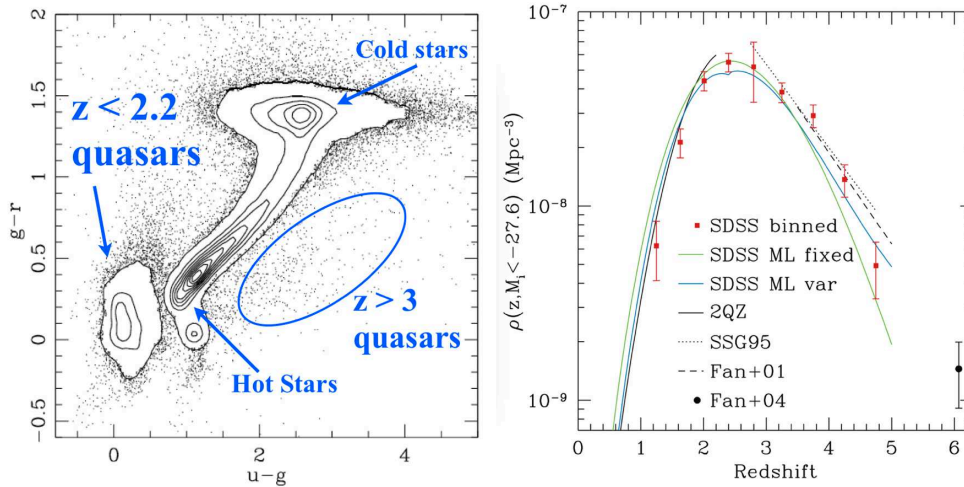 Cold stars
z < 2.2
quasars
z > 3
quasars
Hot Stars
g-r
−0.5
0
0.5
1
1.5
u-g
0
2
4
ρ(z,M_i<-27.6) (Mpc⁻³)
10⁻⁷
10⁻⁸
10⁻⁹
SDSS binned
SDSS ML fixed
SDSS ML var
2QZ
SSG95
Fan+01
Fan+04
0 1 2 3 4 5 6
Redshift